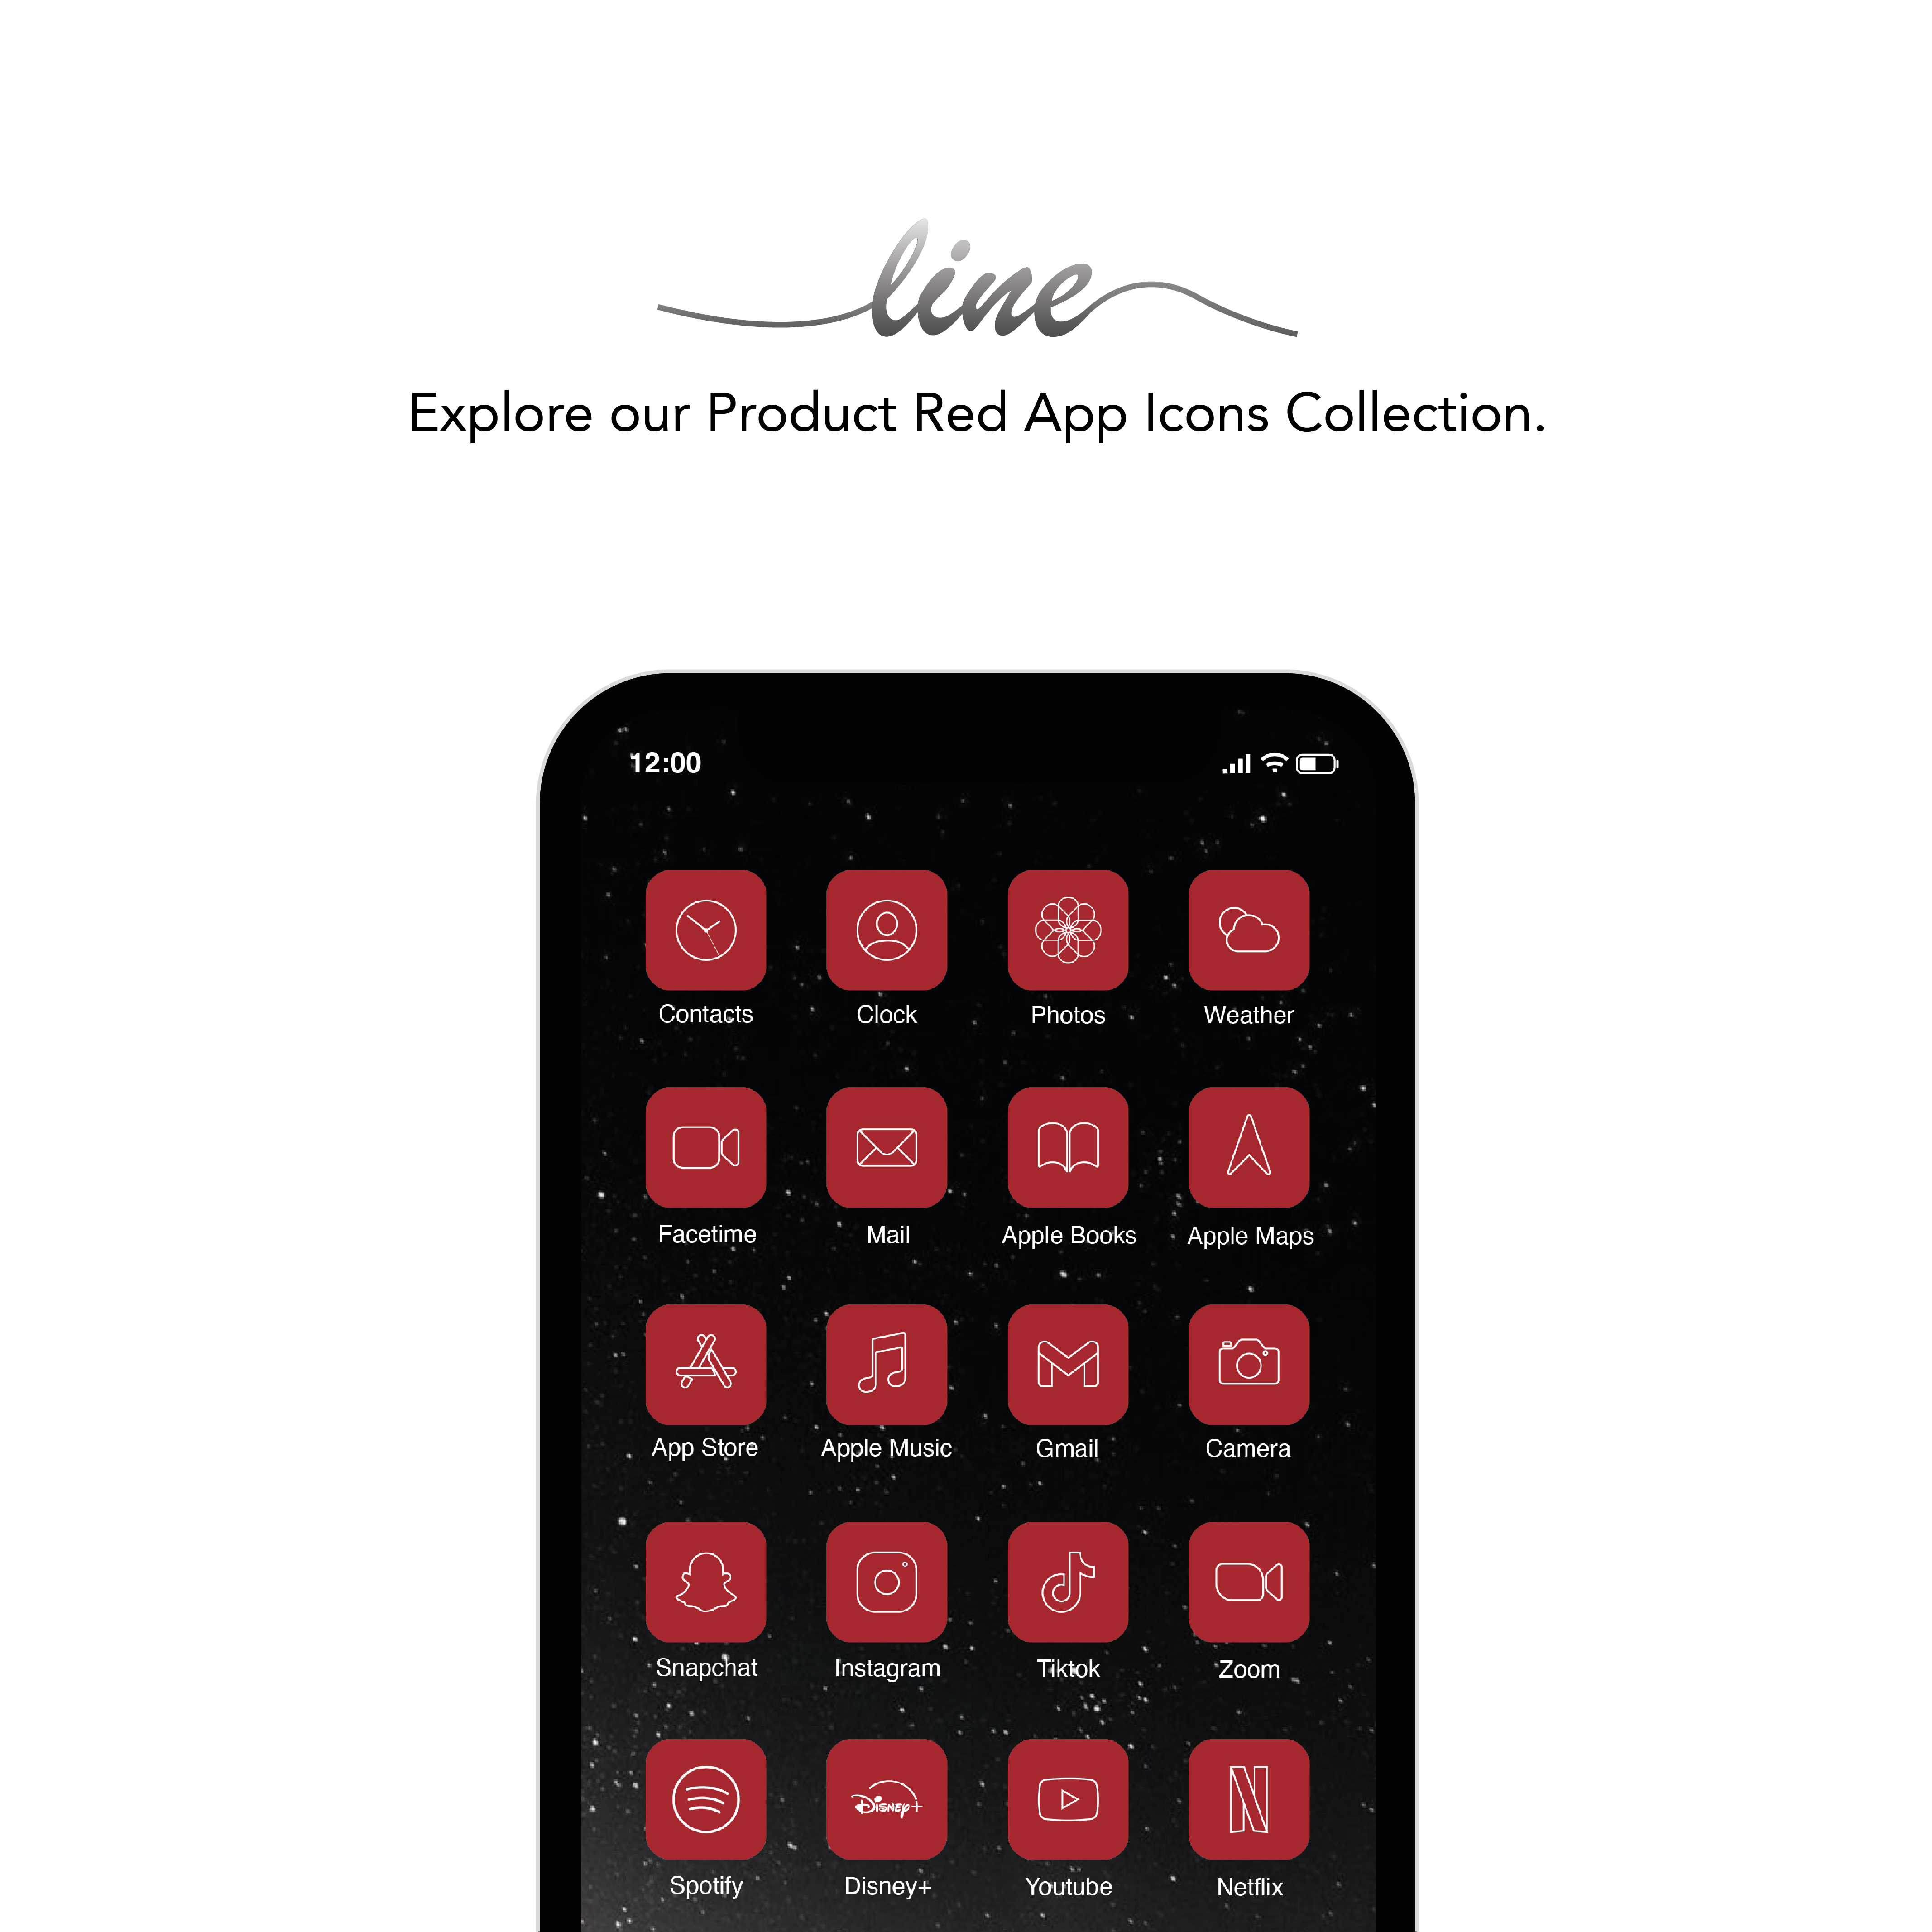 line
Explore our Product Red App Icons Collection.
12:00
Contacts Clock Photos Weather
Facetime Mail Apple Books Apple Maps
App Store Apple Music Gmail Camera
Snapchat Instagram Tiktok Zoom
Disney+
Spotify Disney+ Youtube Netflix